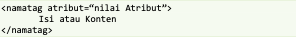 <namatag atribut=“nilai Atribut”>
Isi atau Konten
</namatag>